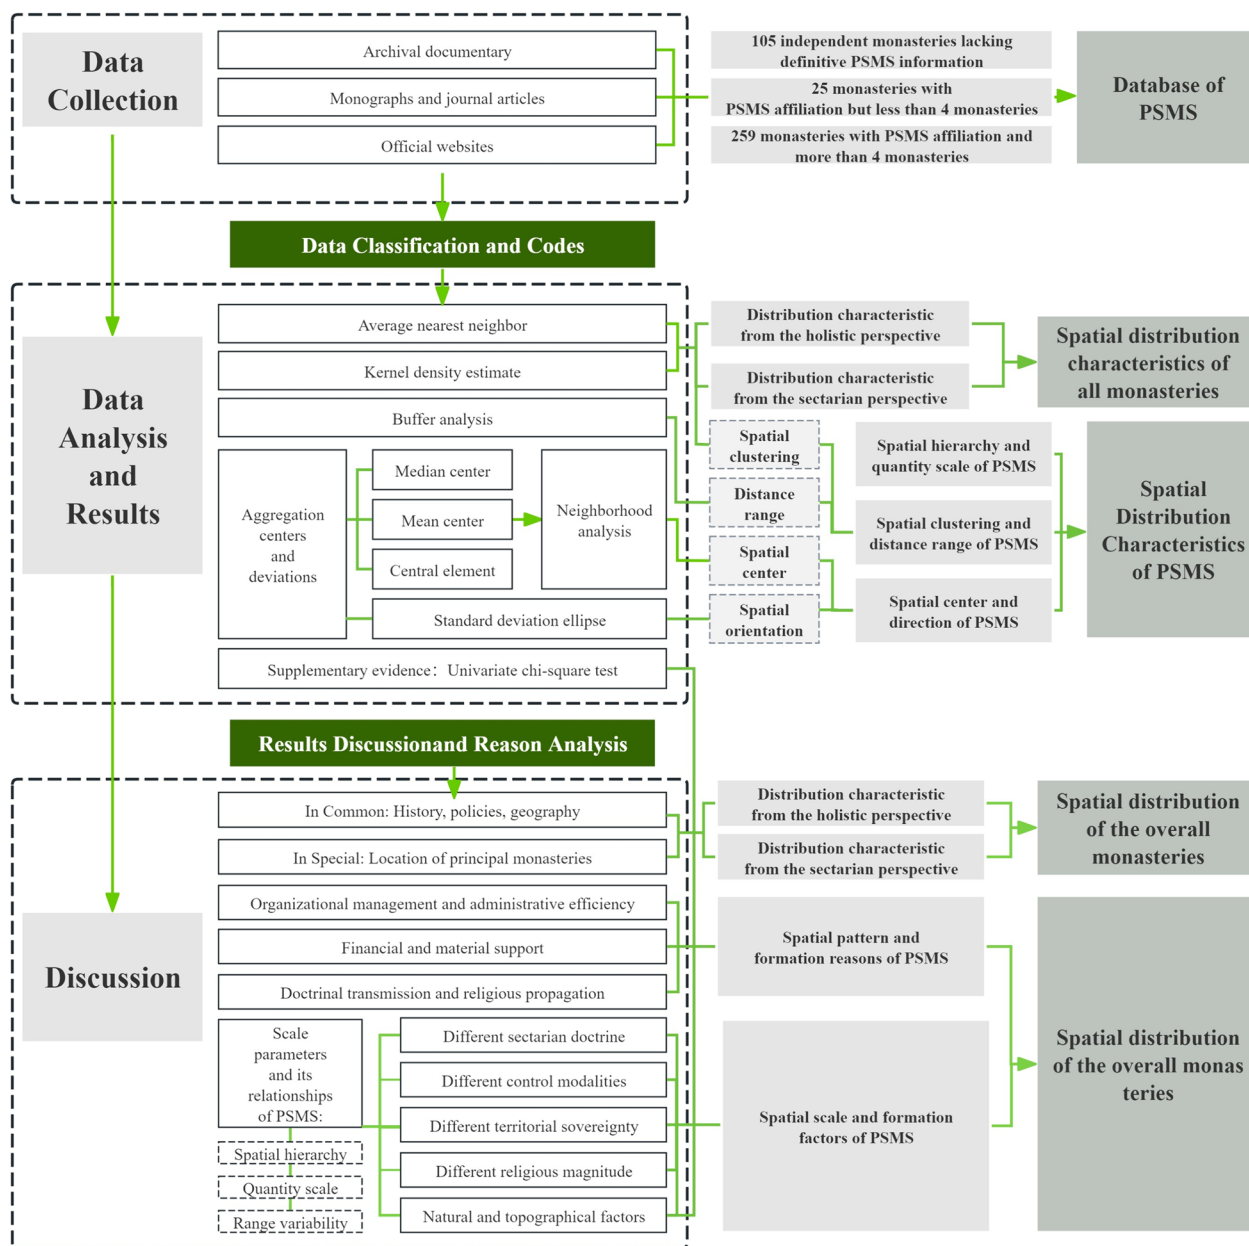 Data
Collection
Archival documentary
Monographs and journal articles
Official websites
105 independent monasteries lacking
definitive PSMS information
25 monasteries with
PSMS affiliation but less than 4 monasteries
259 monasteries with PSMS affiliation and
more than 4 monasteries
Database of
PSMS
Data Classification and Codes
Data
Analysis
and
Results
Average nearest neighbor
Kernel density estimate
Buffer analysis
Aggregation
centers
and
deviations
Median center
Mean center
Central element
Neighborhood
analysis
Standard deviation ellipse
Supplementary evidence：Univariate chi-square test
Distribution characteristic
from the holistic perspective
Distribution characteristic
from the sectarian perspective
Spatial distribution
characteristics of
all monasteries
Spatial
clustering
Distance
range
Spatial
center
Spatial
orientation
Spatial hierarchy and
quantity scale of PSMS
Spatial clustering and
distance range of PSMS
Spatial center and
direction of PSMS
Spatial
Distribution
Characteristics
of PSMS
Results Discussionand Reason Analysis
Discussion
In Common: History, policies, geography
In Special: Location of principal monasteries
Organizational management and administrative efficiency
Financial and material support
Doctrinal transmission and religious propagation
Scale
parameters
and its
relationships
of PSMS:
Spatial hierarchy
Quantity scale
Range variability
Different sectarian doctrine
Different control modalities
Different territorial sovereignty
Different religious magnitude
Natural and topographical factors
Distribution characteristic
from the holistic perspective
Distribution characteristic
from the sectarian perspective
Spatial distribution
of the overall
monasteries
Spatial pattern and
formation reasons of PSMS
Spatial scale and formation
factors of PSMS
Spatial distribution
of the overall monas
teries